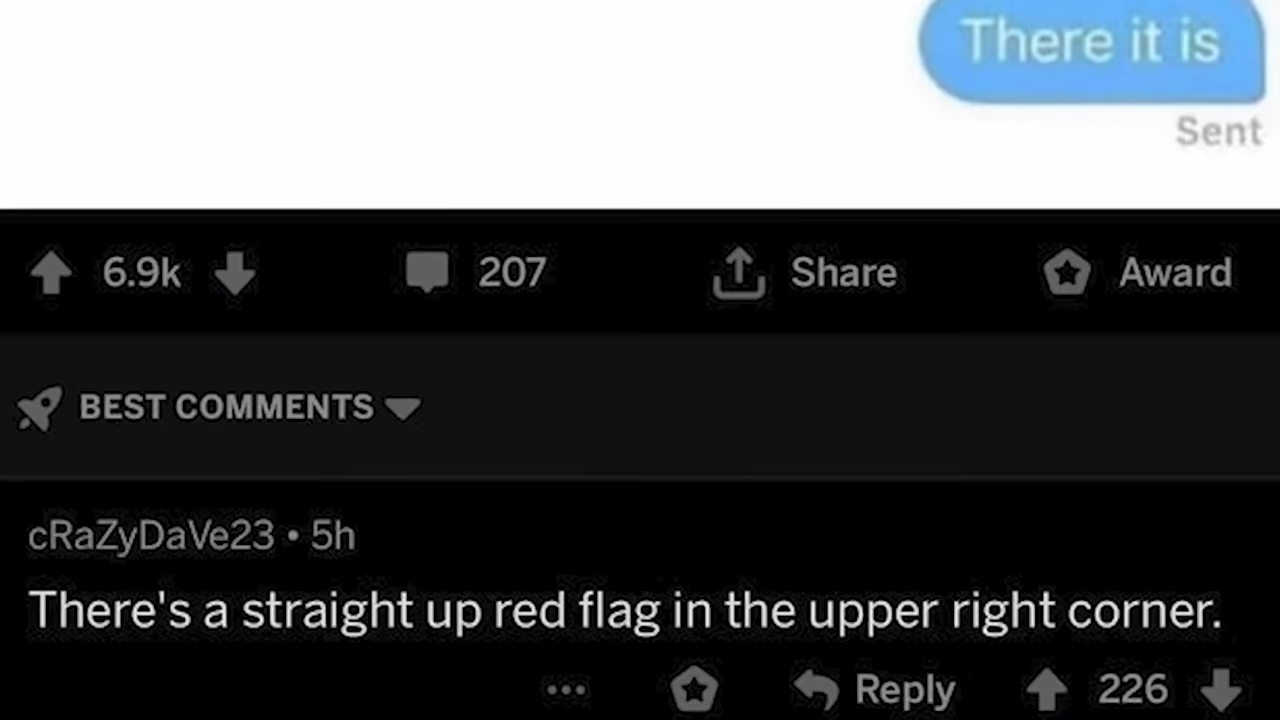 There it is
Sent
6.9k 207 Share Award
BEST COMMENTS
cRaZyDaVe23 • 5h
There's a straight up red flag in the upper right corner.
... Reply 226